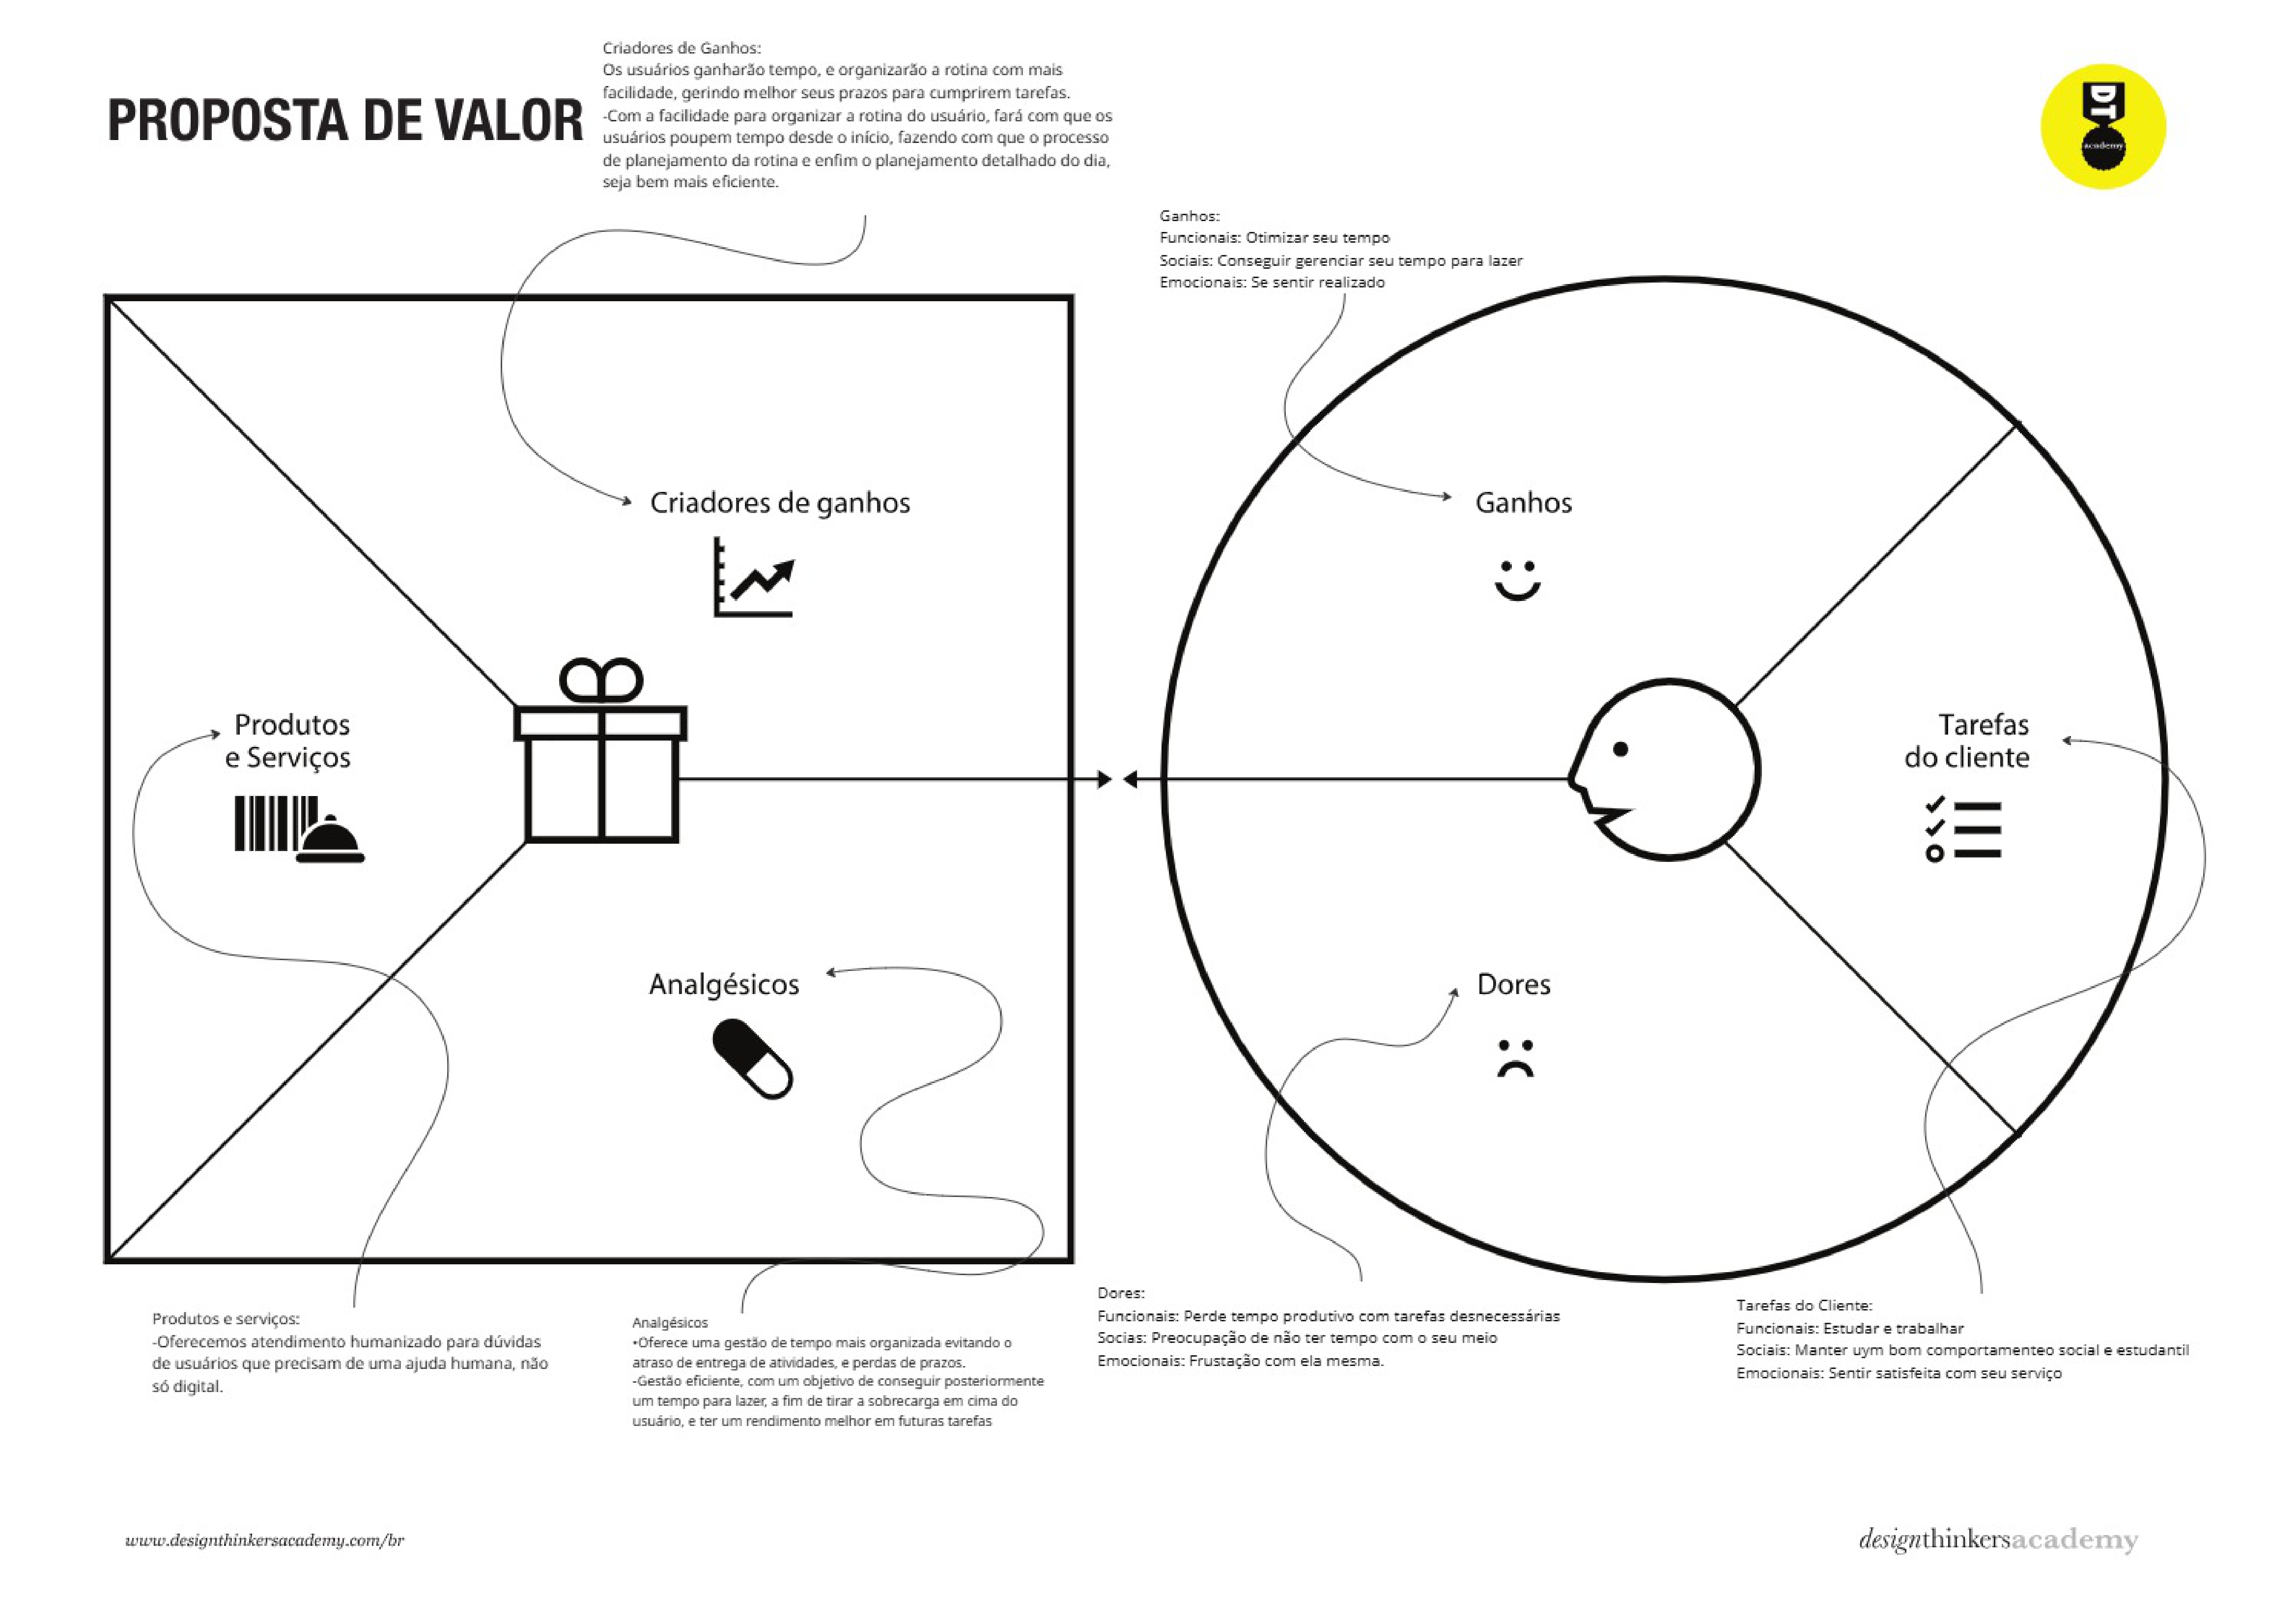 Criadores de Ganhos:
Os usuários ganharão tempo, e organizarão a rotina com mais
facilidade, gerindo melhor seus prazos para cumprirem tarefas.
-Com a facilidade para organizar a rotina do usuário, fará com que os
usuários poupem tempo desde o início, fazendo com que o processo
de planejamento da rotina e enfim o planejamento detalhado do dia,
seja bem mais eficiente.
PROPOSTA DE VALOR
DT
academy
Ganhos:
Funcionais: Otimizar seu tempo
Sociais: Conseguir gerenciar seu tempo para lazer
Emocionais: Se sentir realizado
Criadores de ganhos
Ganhos
Produtos
e Serviços
Tarefas
do cliente
Analgésicos
Dores
Produtos e serviços:
-Oferecemos atendimento humanizado para dúvidas
de usuários que precisam de uma ajuda humana, não
só digital.
Analgésicos
•Oferece uma gestão de tempo mais organizada evitando o
atraso de entrega de atividades, e perdas de prazos.
-Gestão eficiente, com um objetivo de conseguir posteriormente
um tempo para lazer, a fim de tirar a sobrecarga em cima do
usuário, e ter um rendimento melhor em futuras tarefas
Dores:
Funcionais: Perde tempo produtivo com tarefas desnecessárias
Socias: Preocupação de não ter tempo com o seu meio
Emocionais: Frustação com ela mesma.
Tarefas do Cliente:
Funcionais: Estudar e trabalhar
Sociais: Manter uym bom comportamenteo social e estudantil
Emocionais: Sentir satisfeita com seu serviço
www.designthinkersacademy.com/br
designthinkersacademy